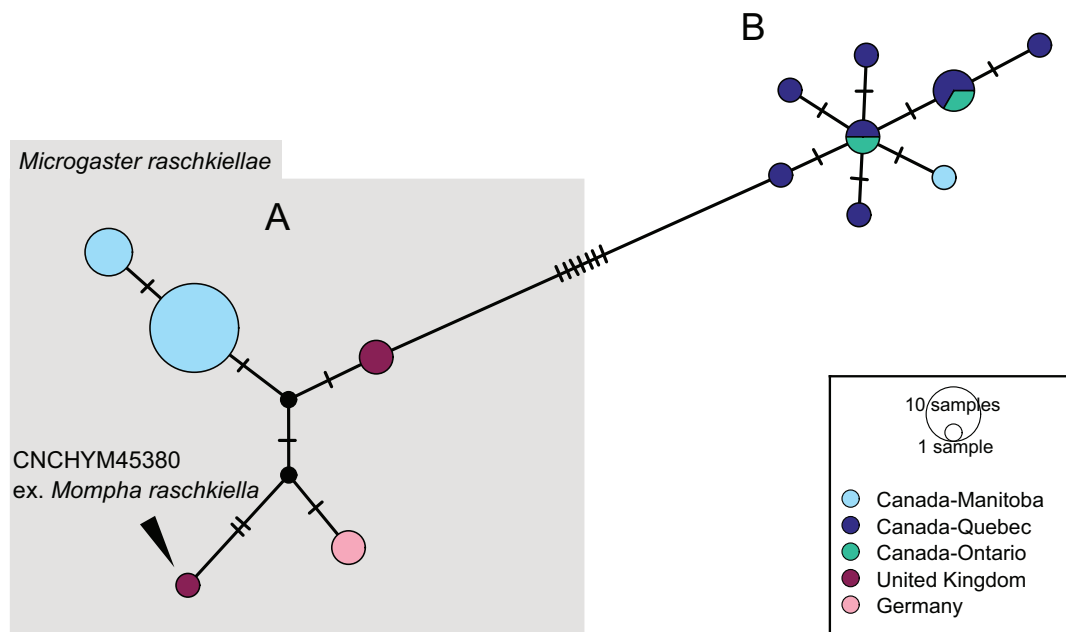 B
Microgaster raschkiellae
A
CNCHYM45380
ex. Mompha raschkiella
10 samples
1 sample
Canada-Manitoba
Canada-Quebec
Canada-Ontario
United Kingdom
Germany